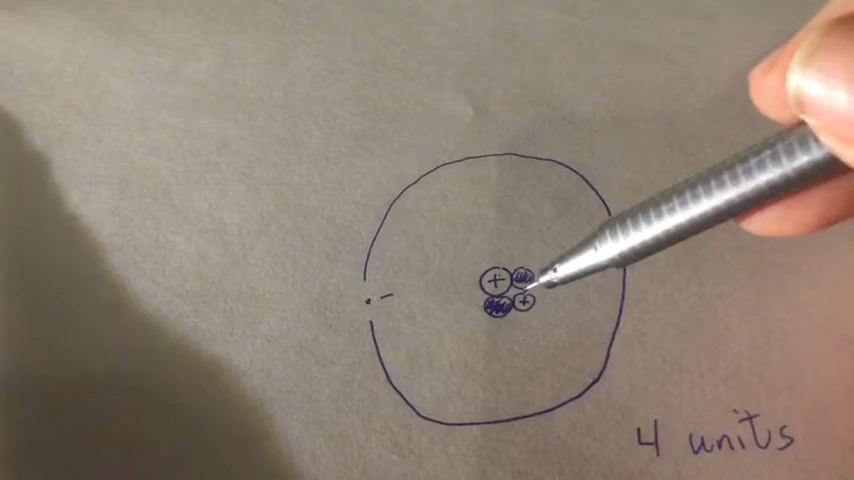 +
- +
4 units